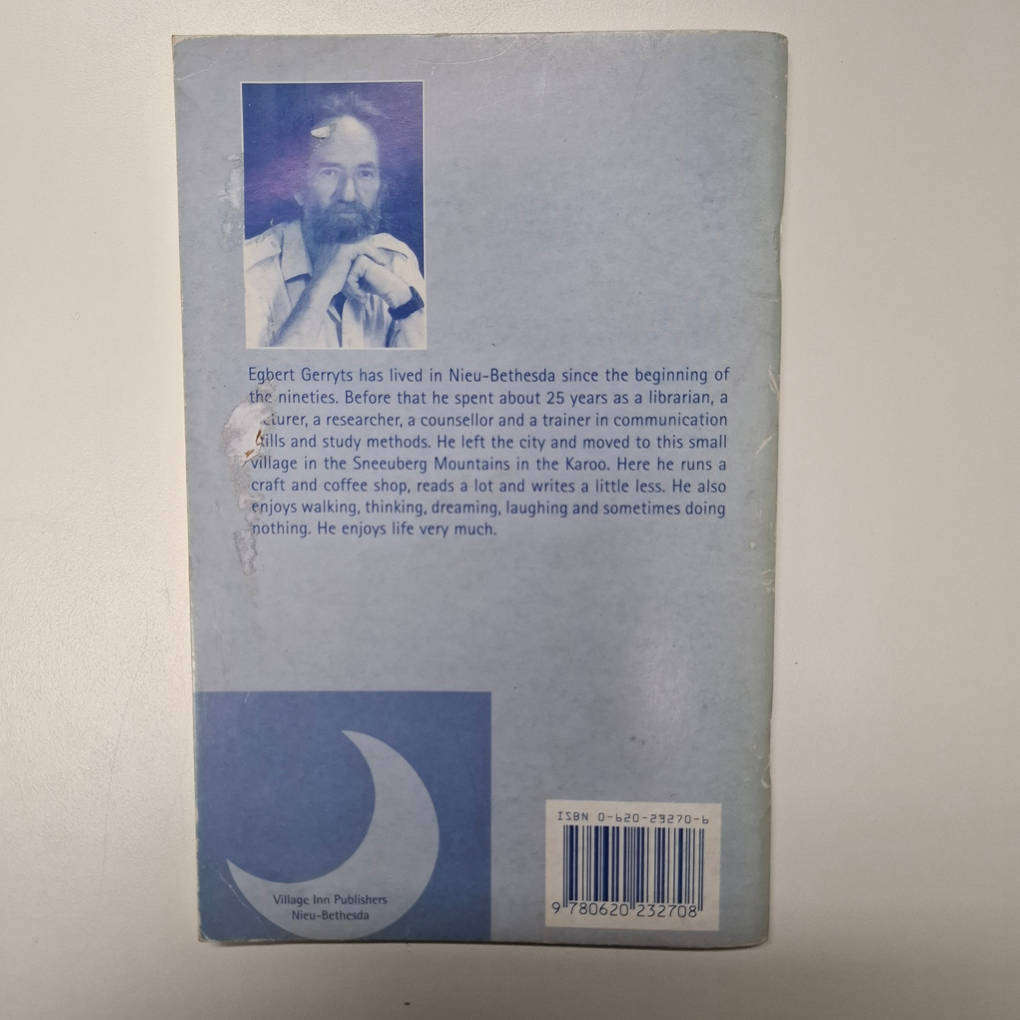 Egbert Gerryts has lived in Nieu-Bethesda since the beginning of
the nineties. Before that he spent about 25 years as a librarian, a
cturer, a researcher, a counsellor and a trainer in communication
kills and study methods. He left the city and moved to this small
village in the Sneeuberg Mountains in the Karoo. Here he runs a
craft and coffee shop, reads a lot and writes a little less. He also
enjoys walking, thinking, dreaming, laughing and sometimes doing
nothing. He enjoys life very much.
Village Inn Publishers
Nieu-Bethesda
ISBN 0-620-23270-6
9 780620 232708